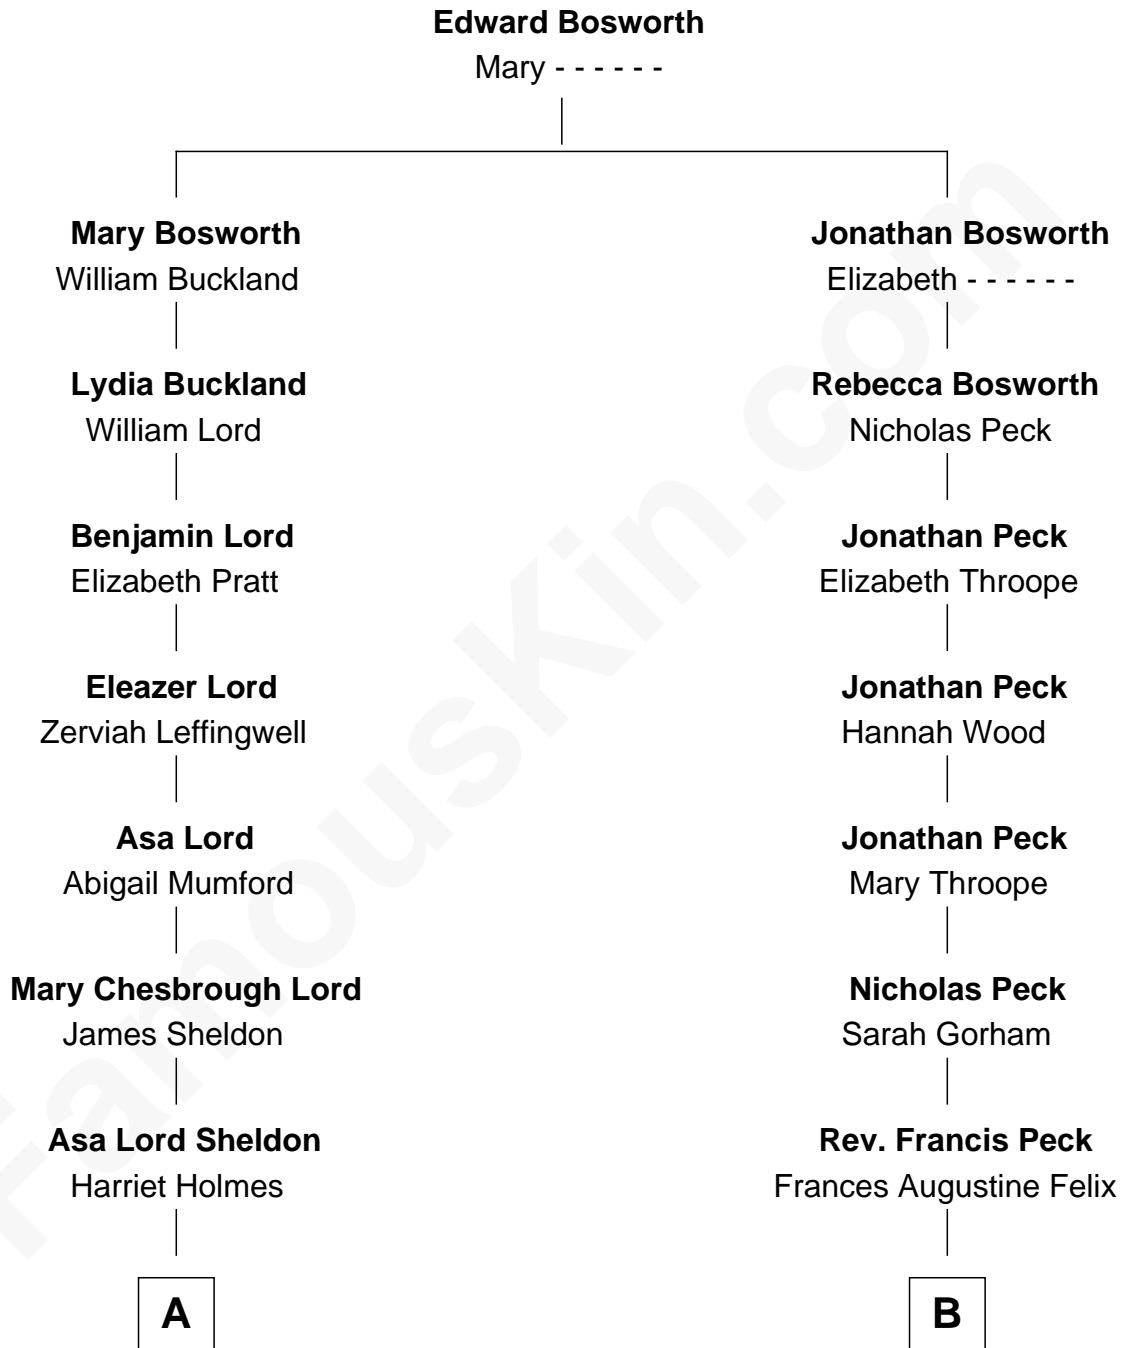 Edward Bosworth
Mary - - - - - -
Mary Bosworth
William Buckland
Jonathan Bosworth
Elizabeth - - - - - -
Lydia Buckland
William Lord
Rebecca Bosworth
Nicholas Peck
Benjamin Lord
Elizabeth Pratt
Jonathan Peck
Elizabeth Throope
Eleazer Lord
Zerviah Leffingwell
Jonathan Peck
Hannah Wood
Asa Lord
Abigail Mumford
Jonathan Peck
Mary Throope
Mary Chesbrough Lord
James Sheldon
Nicholas Peck
Sarah Gorham
Asa Lord Sheldon
Harriet Holmes
Rev. Francis Peck
Frances Augustine Felix
A
B
FamousKin.com